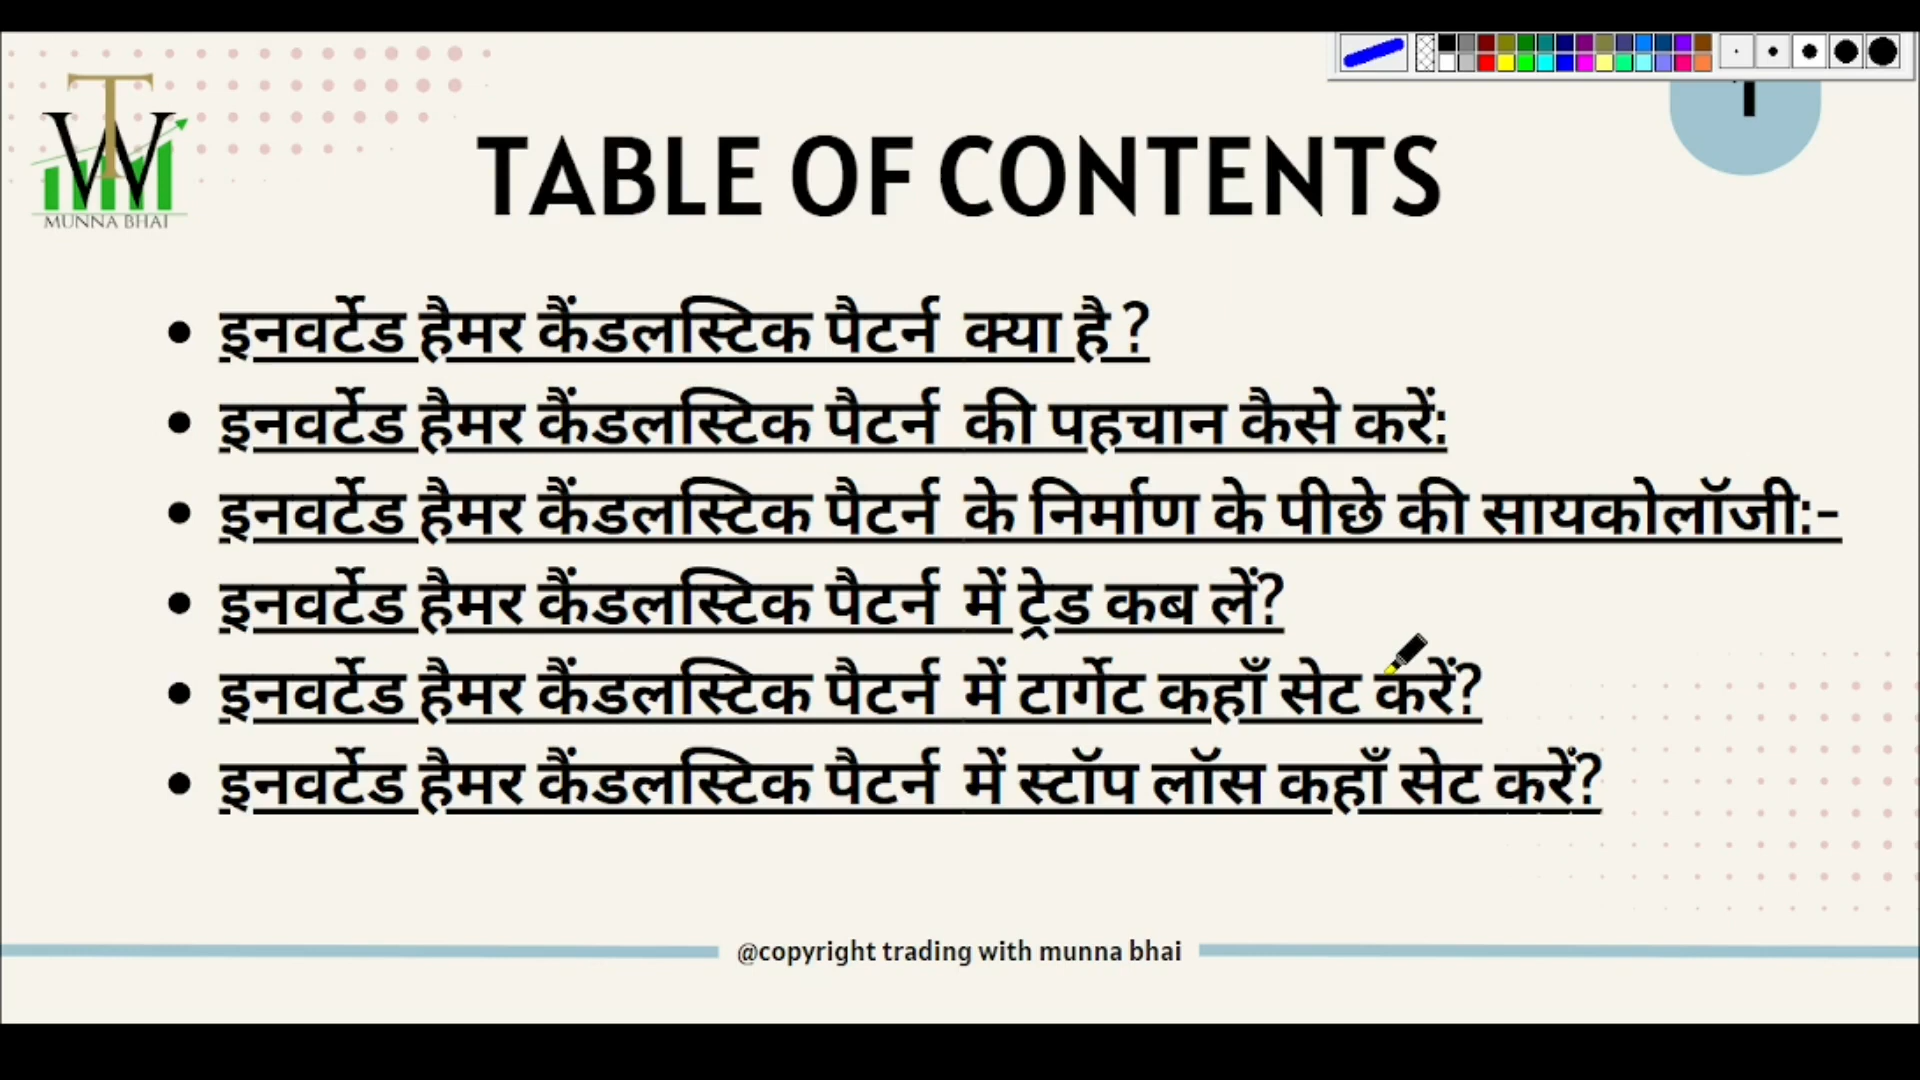 TW
MUNNA BHAI
TABLE OF CONTENTS
• इनवर्टेड हैमर कैंडलस्टिक पैटर्न क्या है ?
• इनवर्टेड हैमर कैंडलस्टिक पैटर्न की पहचान कैसे करें:
• इनवर्टेड हैमर कैंडलस्टिक पैटर्न के निर्माण के पीछे की सायकोलॉजी:-
• इनवर्टेड हैमर कैंडलस्टिक पैटर्न में ट्रेड कब लें?
• इनवर्टेड हैमर कैंडलस्टिक पैटर्न में टार्गेट कहाँ सेट करें?
• इनवर्टेड हैमर कैंडलस्टिक पैटर्न में स्टॉप लॉस कहाँ सेट करें?
@copyright trading with munna bhai